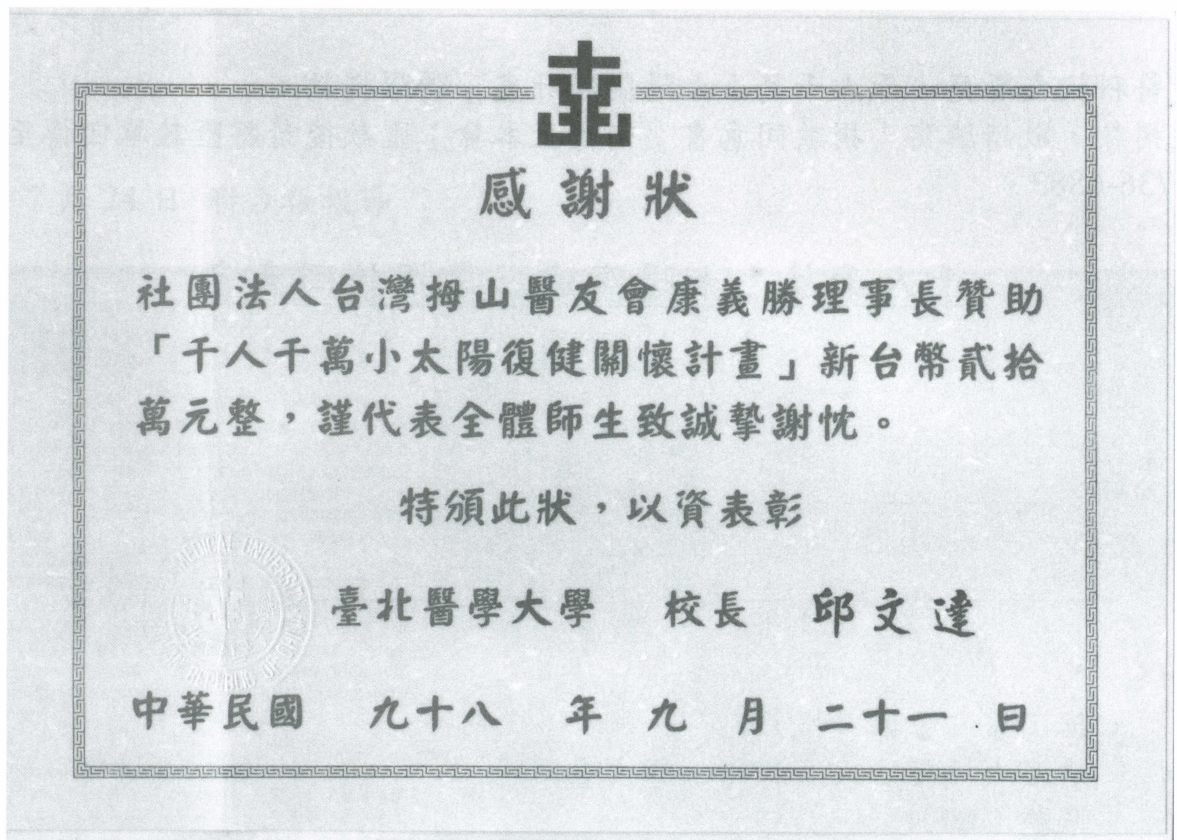 感謝狀
社團法人台灣拇山醫友會康義勝理事長贊助
「千人千萬小太陽復健關懷計畫」新台幣貳拾
萬元整,謹代表全體師生致誠摯謝忱。
特頒此狀,以資表彰
臺北醫學大學 校長 邱文達
中華民國 九十八 年 九 月 二十一 日